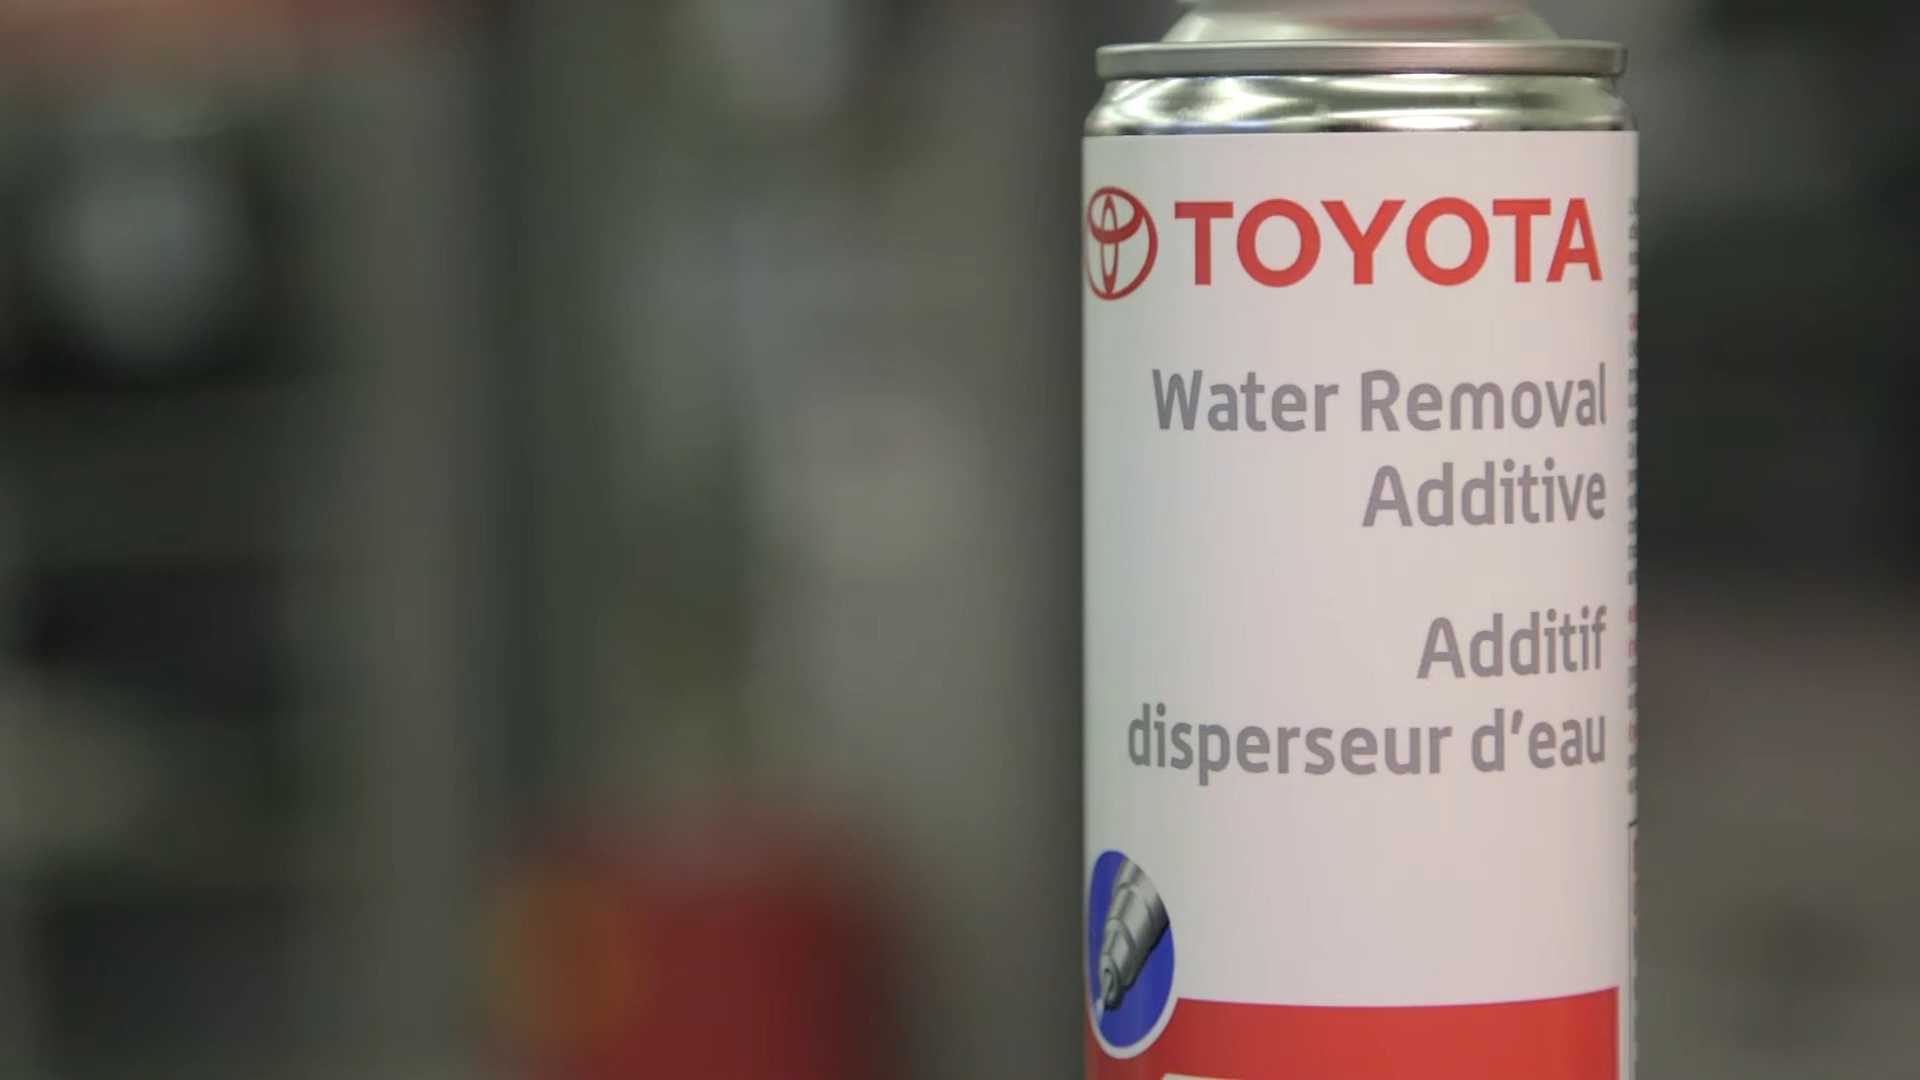 TOYOTA
Water Removal
Additive
Additif
disperseur d'eau